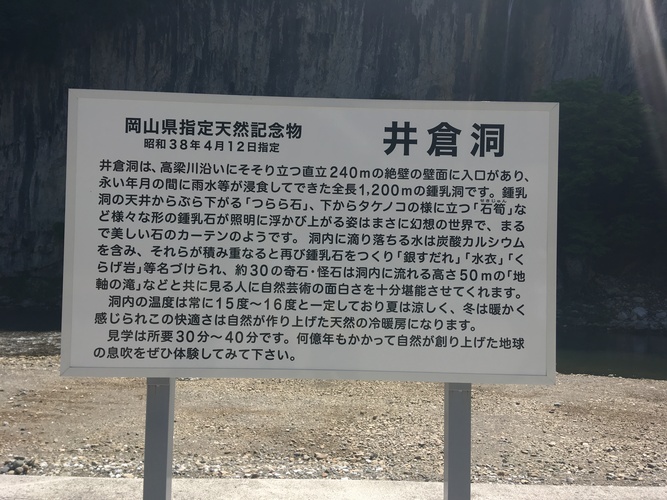 岡山県指定天然記念物
昭和38年4月12日指定
井倉洞
井倉洞は、高梁川沿いにそそり立つ直立240mの絶壁の壁面に入口があり、
永い年月の間に雨水等が浸食してできた全長1,200mの鍾乳洞です。鍾乳
洞の天井からぶら下がる「つらら石」、下からタケノコの様に立つ「石筍」な
ど様々な形の鍾乳石が照明に浮かび上がる姿はまさに幻想の世界で、まる
で美しい石のカーテンのようです。洞内に滴り落ちる水は炭酸カルシウム
を含み、それらが積み重なると再び鍾乳石をつくり「銀すだれ」「水衣」「く
らげ岩」等名づけられ、約30の奇石・怪石は洞内に流れる高さ50mの「地
軸の滝」などと共に見る人に自然芸術の面白さを十分堪能させてくれます。
洞内の温度は常に15度～16度と一定しており夏は涼しく、冬は暖かく
感じられこの快適さは自然が作り上げた天然の冷暖房になります。
見学は所要30分～40分です。何億年もかかって自然が創り上げた地球
の息吹をぜひ体験してみて下さい。